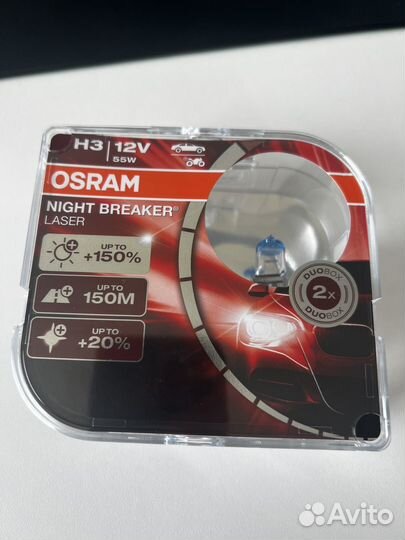 H3 12V
55W
OSRAM
NIGHT BREAKER®
LASER
UP TO
+150%
UP TO
150M
UP TO
+20%
DUOBOX
2x
DUOBOX
Avito